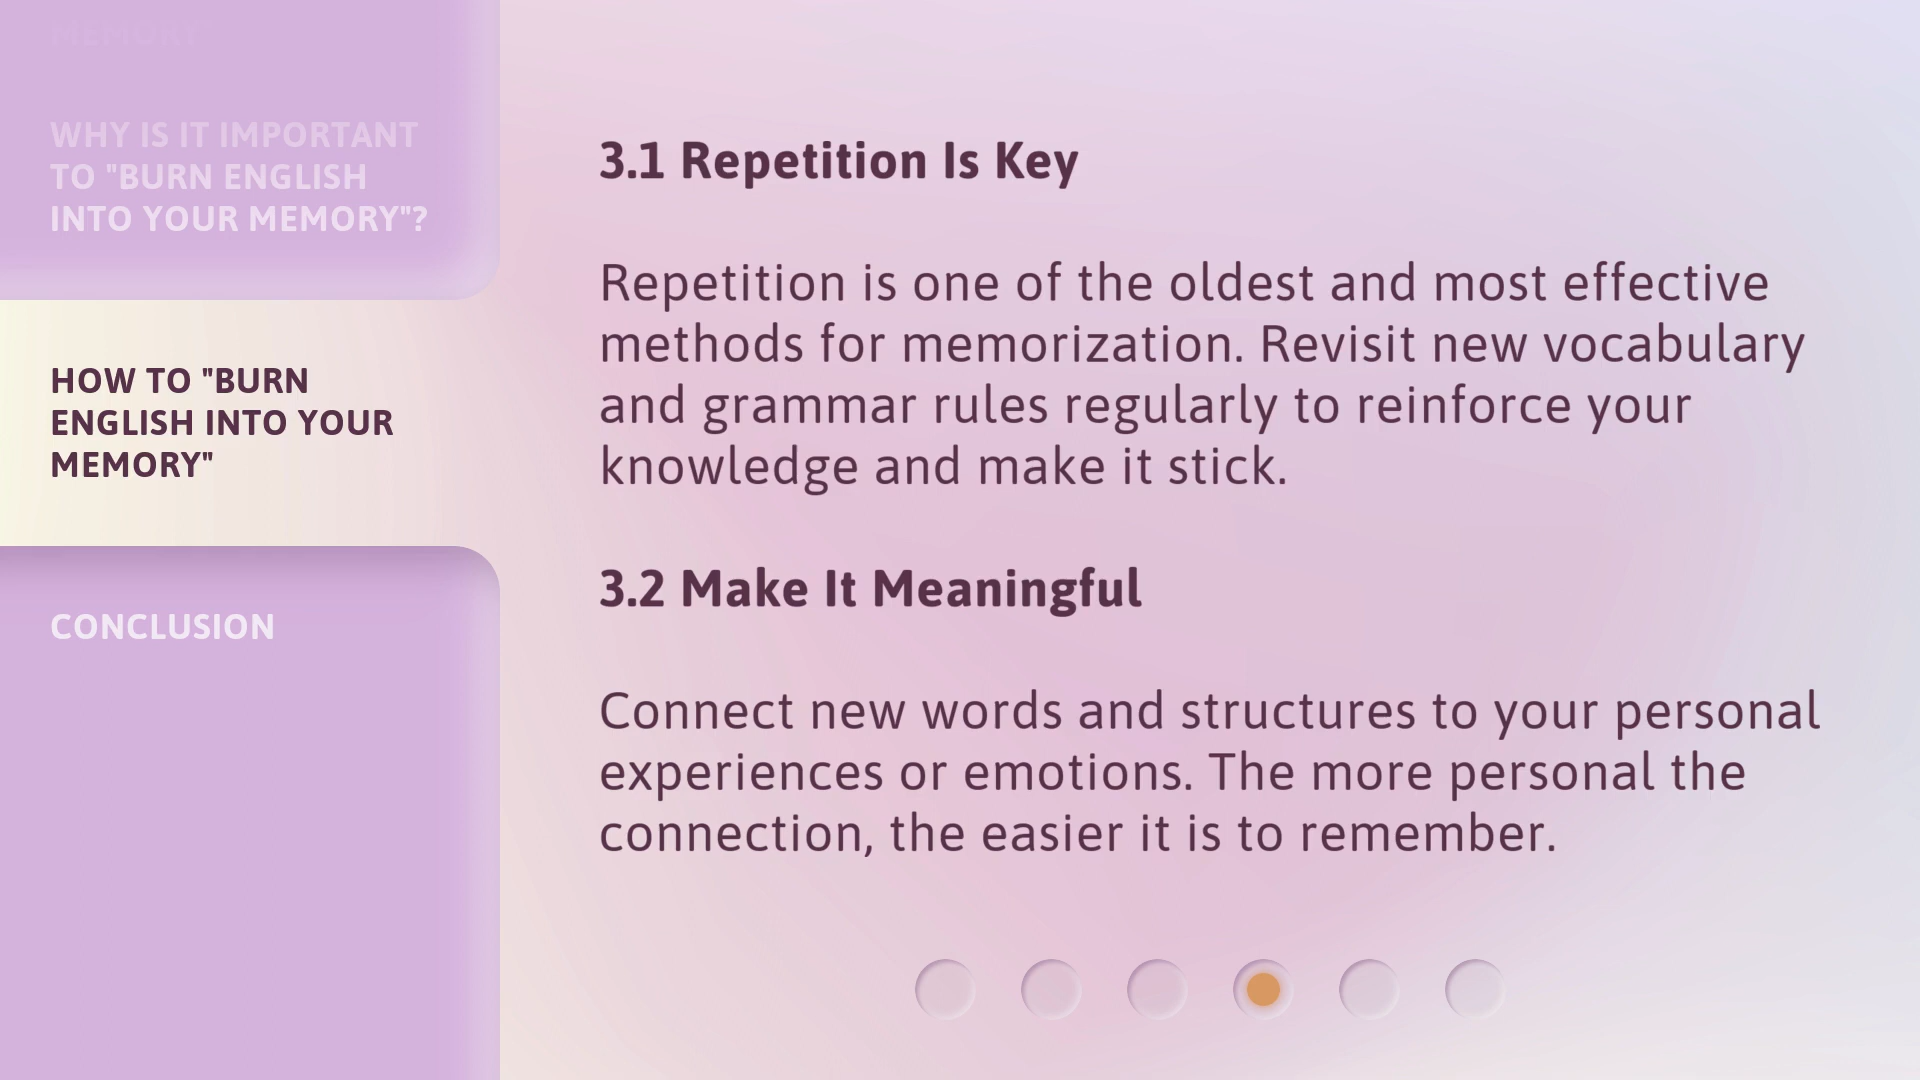 MEMORY"
WHY IS IT IMPORTANT
TO "BURN ENGLISH
INTO YOUR MEMORY"?
HOW TO "BURN
ENGLISH INTO YOUR
MEMORY"
CONCLUSION
3.1 Repetition Is Key
Repetition is one of the oldest and most effective
methods for memorization. Revisit new vocabulary
and grammar rules regularly to reinforce your
knowledge and make it stick.
3.2 Make It Meaningful
Connect new words and structures to your personal
experiences or emotions. The more personal the
connection, the easier it is to remember.